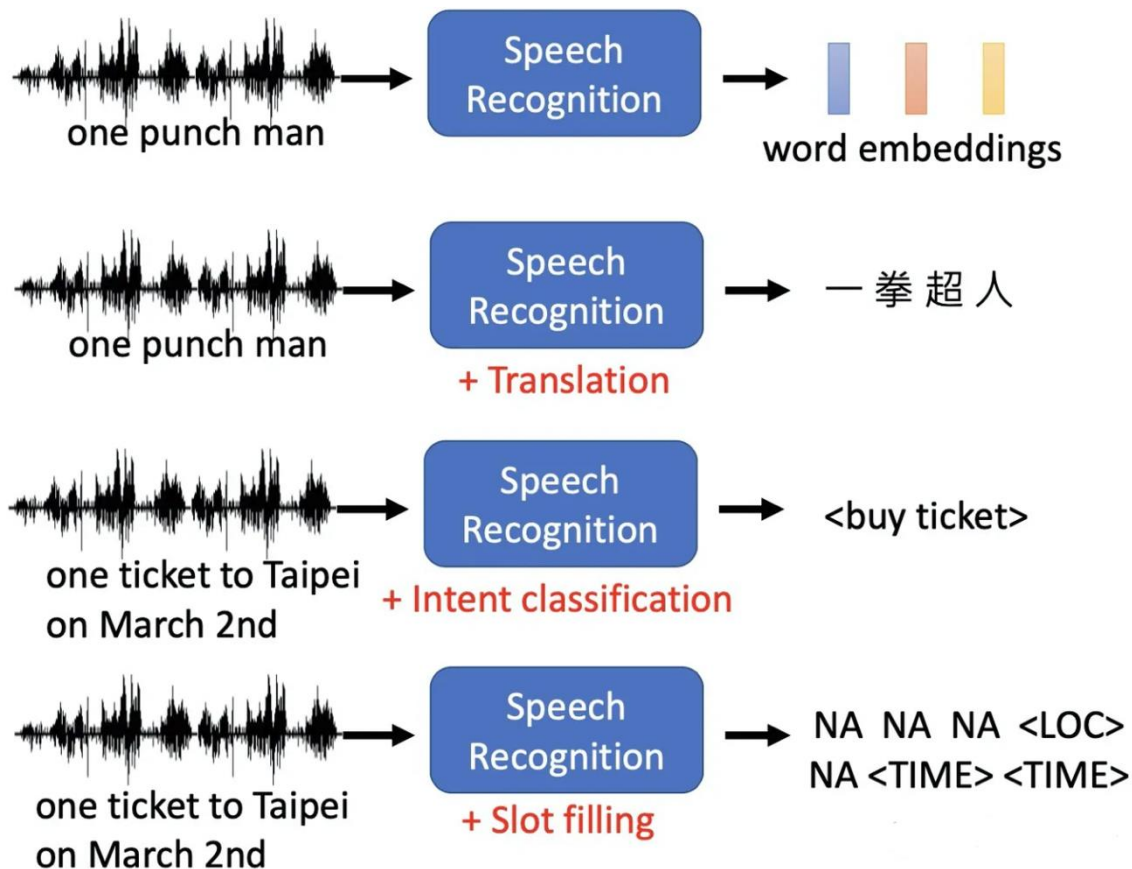 Speech
Recognition
one punch man
word embeddings
Speech
Recognition
one punch man
一 拳 超 人
+ Translation
Speech
Recognition
<buy ticket>
one ticket to Taipei
on March 2nd
+ Intent classification
Speech
Recognition
NA NA NA <LOC>
NA <TIME> <TIME>
one ticket to Taipei
on March 2nd
+ Slot filling